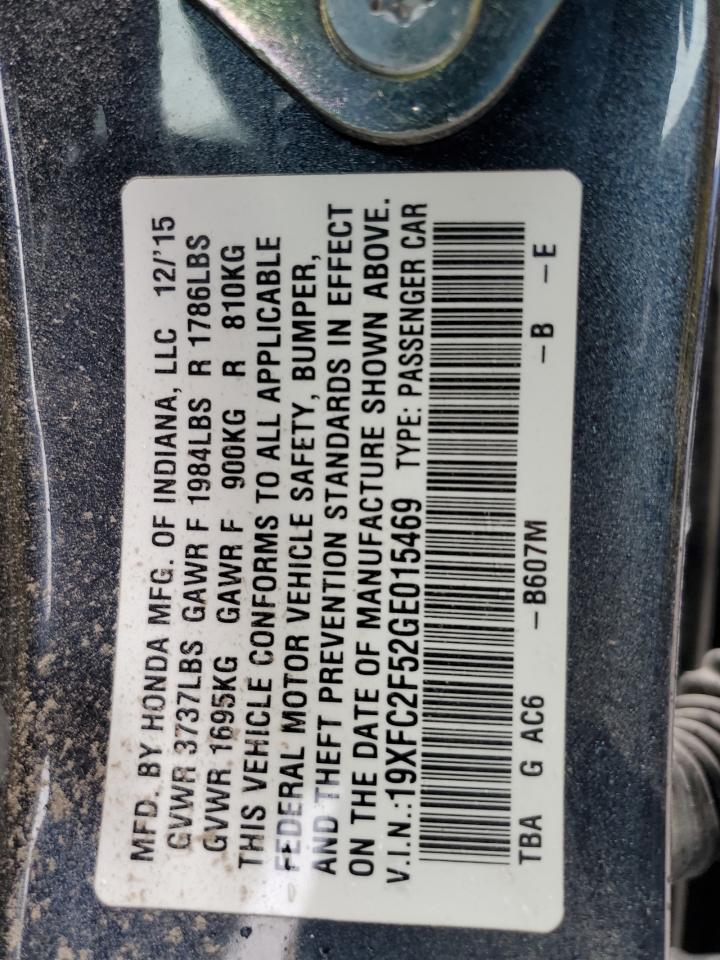 MFD. BY HONDA MFG. OF INDIANA, LLC 12/'15
GVWR 3737LBS GAWR F 1984LBS R 1786LBS
GVWR 1695KG GAWR F 900KG R 810KG
THIS VEHICLE CONFORMS TO ALL APPLICABLE
FEDERAL MOTOR VEHICLE SAFETY, BUMPER,
AND THEFT PREVENTION STANDARDS IN EFFECT
ON THE DATE OF MANUFACTURE SHOWN ABOVE.
V.I.N.:19XFC2F52GE015469 TYPE: PASSENGER CAR
TBA G AC6 -B607M -B -E